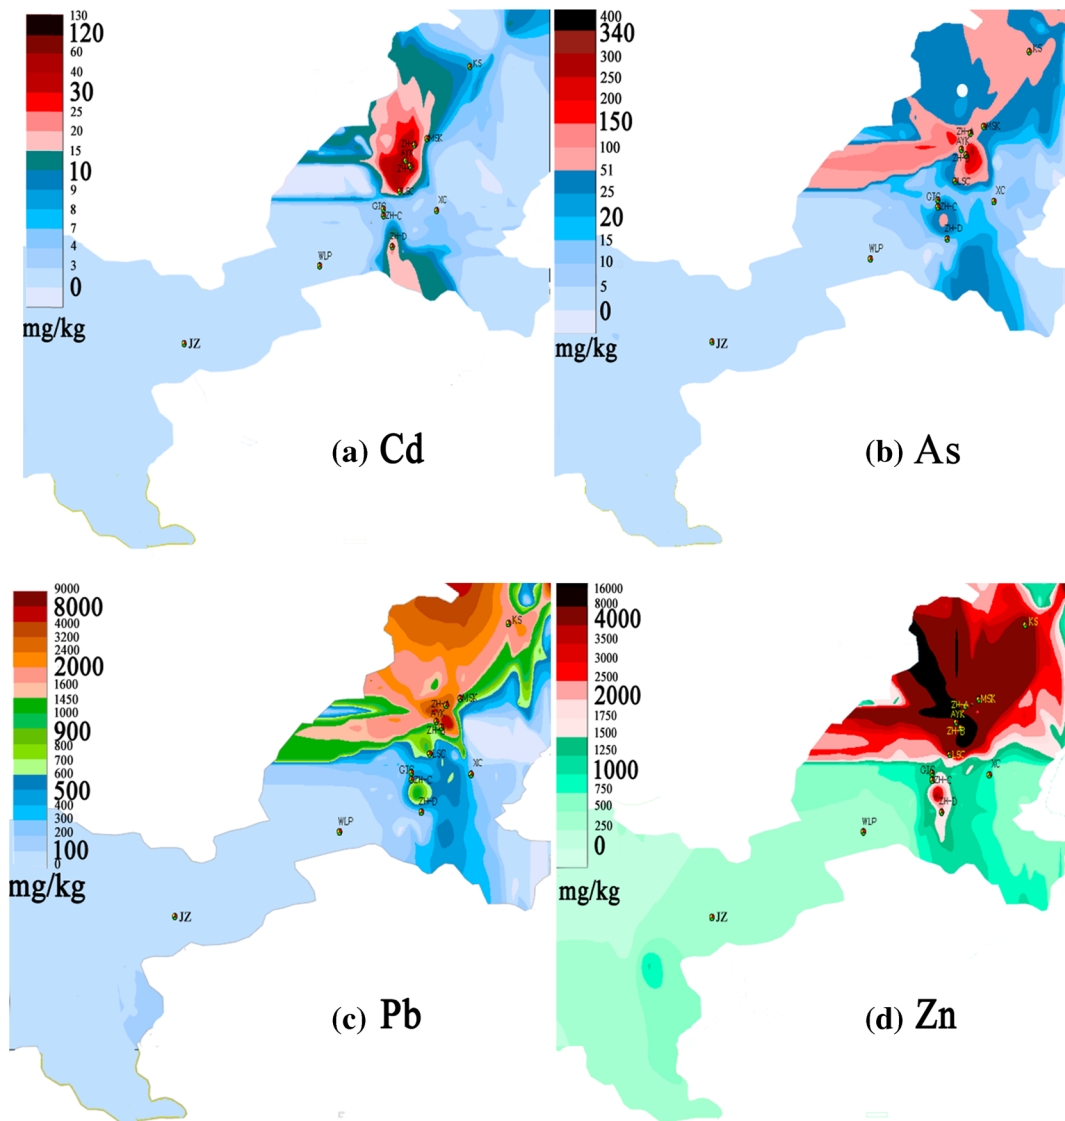 130
120
60
40
30
25
20
15
10
9
8
7
4
3
0
mg/kg
KS
MSK
ZH-A
AYK
LSC
GTS
XC
ZH-C
ZH-D
WLP
JZ
(a) Cd
400
340
300
200
150
100
51
25
20
15
10
5
0
mg/kg
KS
MSK
AYK
ZH-B
LSC
XC
ZH-C
ZH-D
WLP
JZ
(b) As
9000
8000
4000
3200
2400
2000
1600
1450
1000
900
800
700
600
500
400
300
200
100
0
mg/kg
KS
MSK
AYK
LSC
GTS
XC
ZH-C
ZH-D
WLP
JZ
(c) Pb
16000
8000
4000
3500
3000
2500
2000
1750
1500
1250
1000
750
500
250
0
mg/kg
KS
MSK
ZH-A
AYK
ZH-B
LSC
GTS
XC
ZH-C
ZH-D
WLP
JZ
(d) Zn